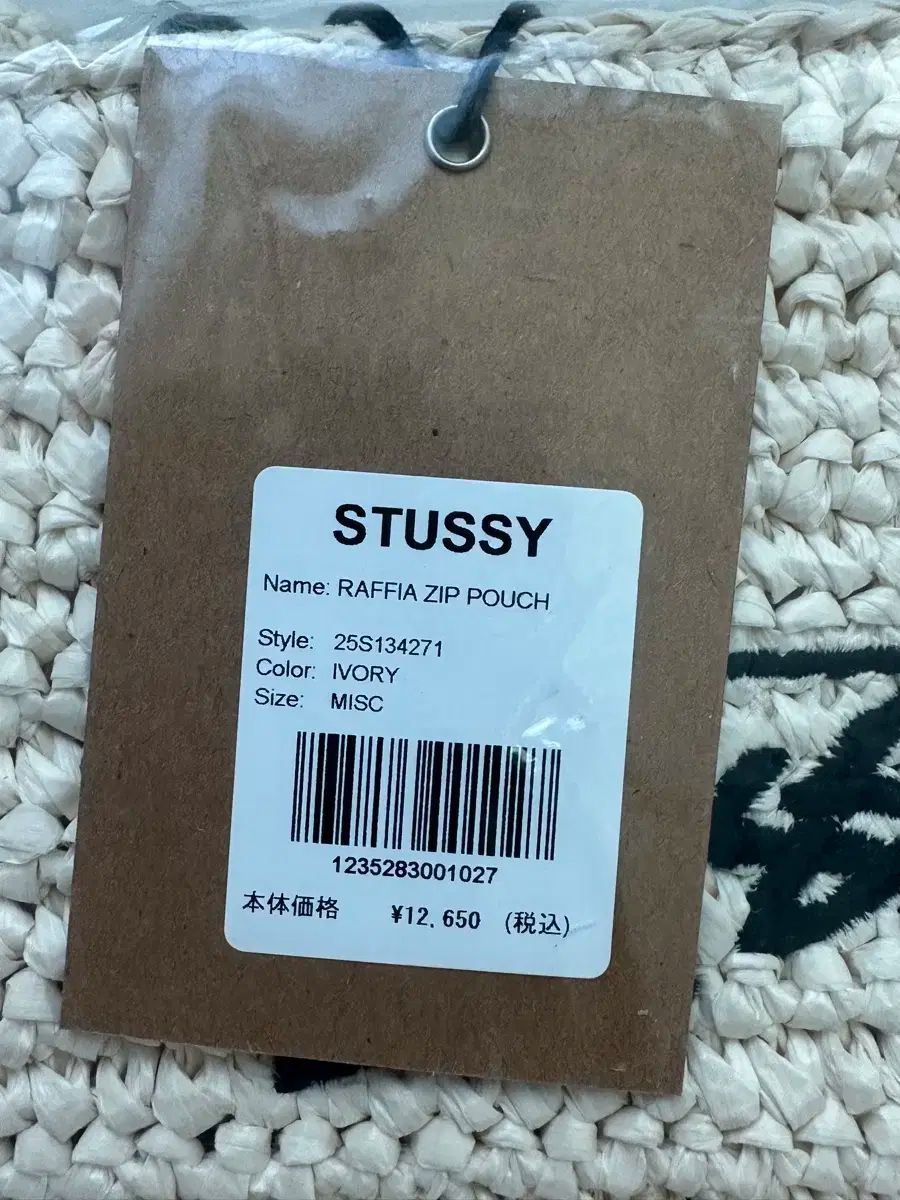 STUSSY
Name: RAFFIA ZIP POUCH
Style: 25S134271
Color: IVORY
Size: MISC
1235283001027
本体価格 ¥12,650 (税込)